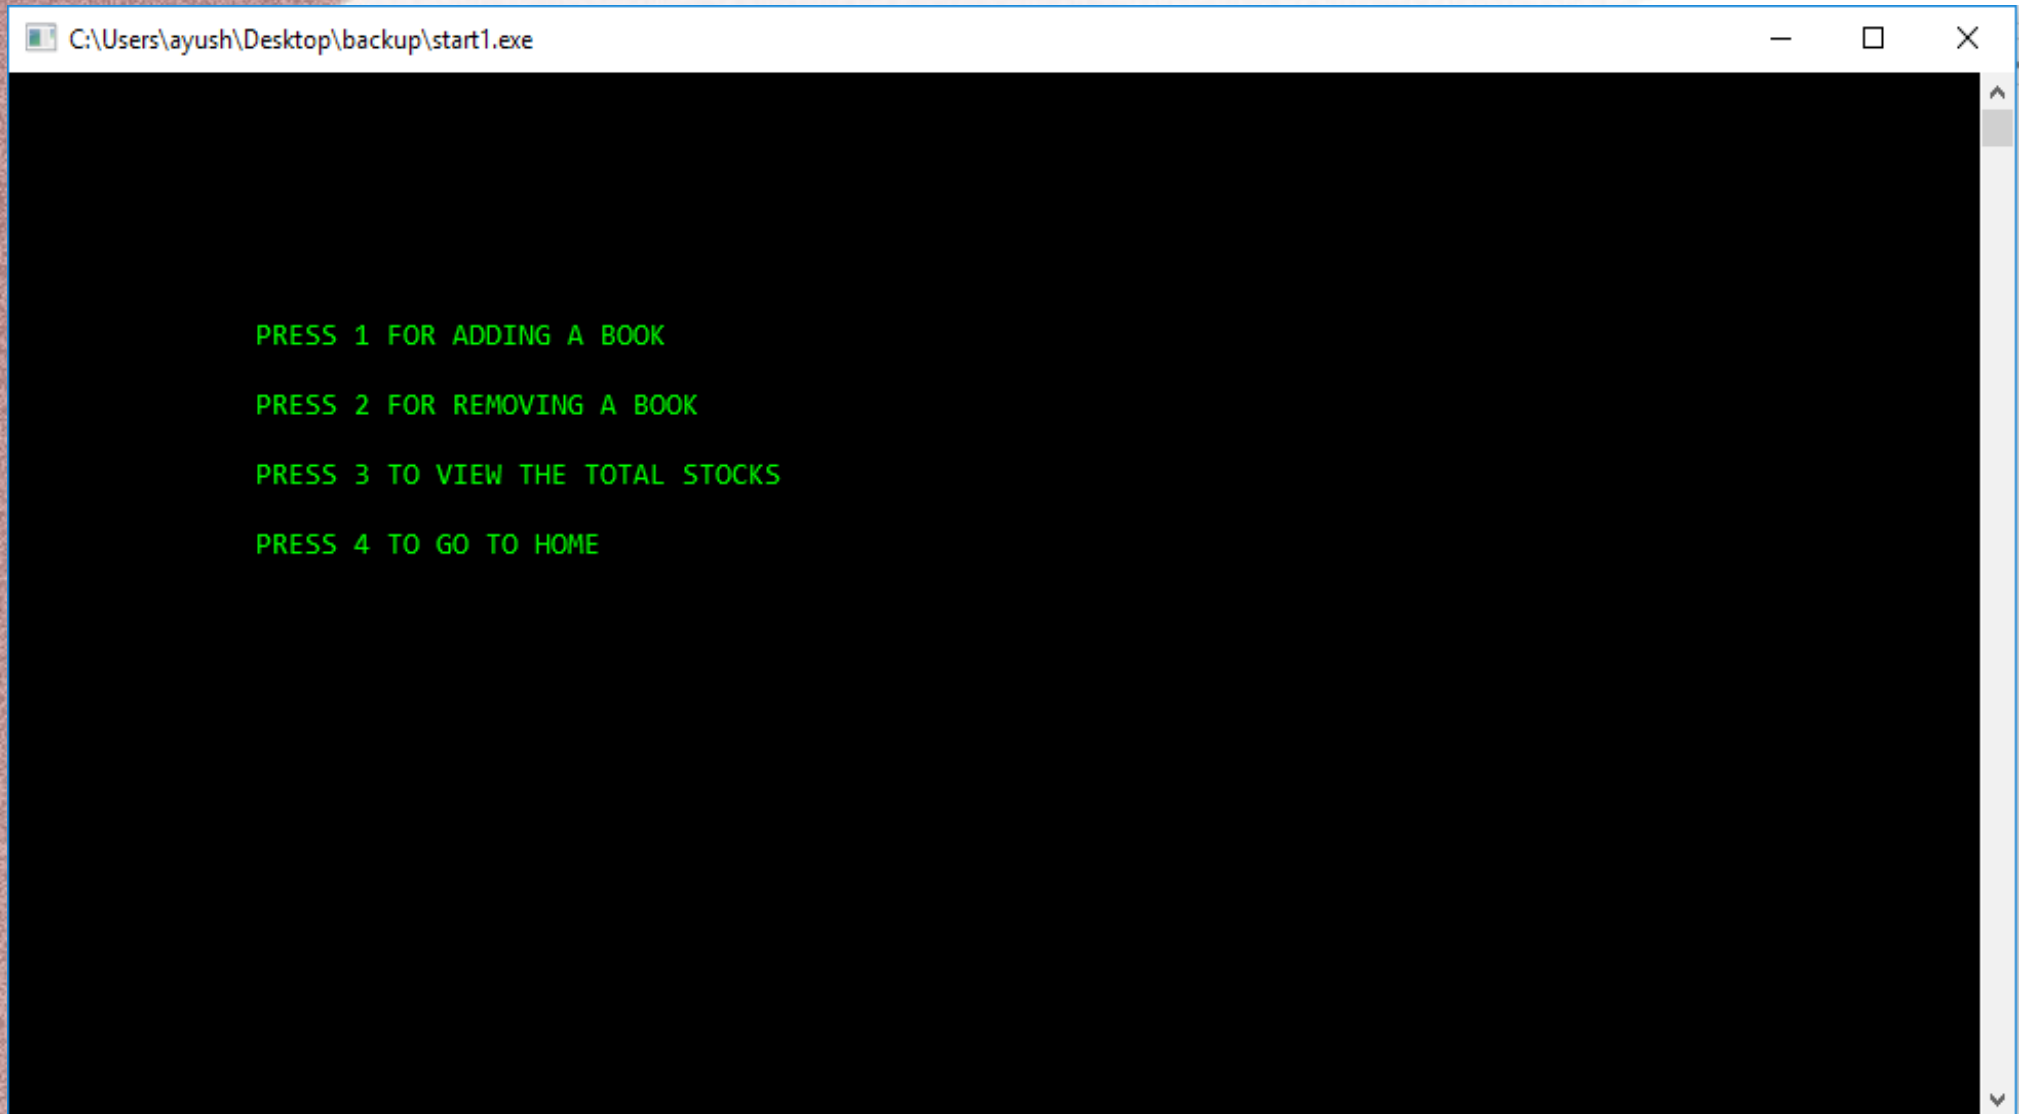 C:\Users\ayush\Desktop\backup\start1.exe
PRESS 1 FOR ADDING A BOOK
PRESS 2 FOR REMOVING A BOOK
PRESS 3 TO VIEW THE TOTAL STOCKS
PRESS 4 TO GO TO HOME